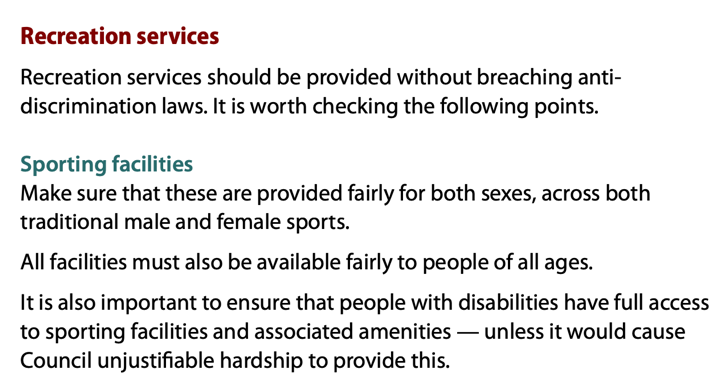 Recreation services
Recreation services should be provided without breaching anti-
discrimination laws. It is worth checking the following points.
Sporting facilities
Make sure that these are provided fairly for both sexes, across both
traditional male and female sports.
All facilities must also be available fairly to people of all ages.
It is also important to ensure that people with disabilities have full access
to sporting facilities and associated amenities — unless it would cause
Council unjustifiable hardship to provide this.